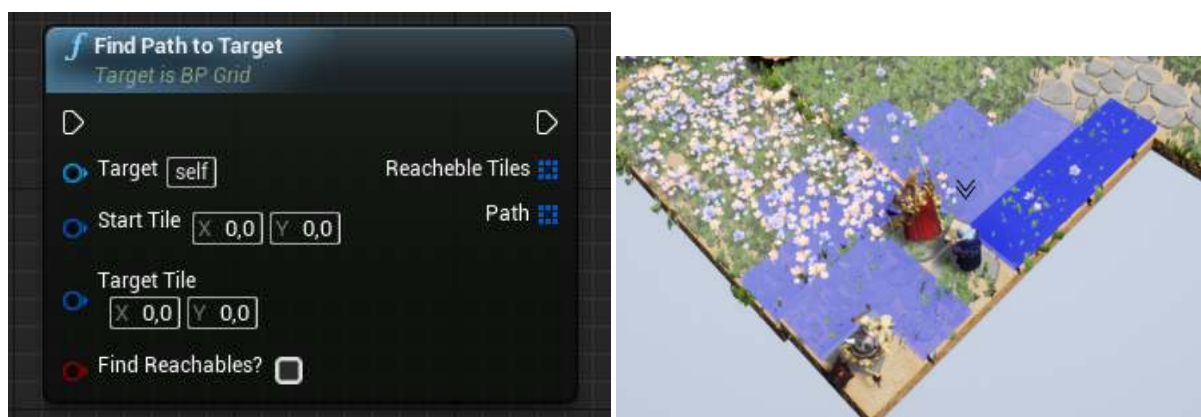 f Find Path to Target
Target is BP Grid
Target self
Reacheble Tiles
Start Tile X 0,0 Y 0,0
Path
Target Tile
X 0,0 Y 0,0
Find Reachables?